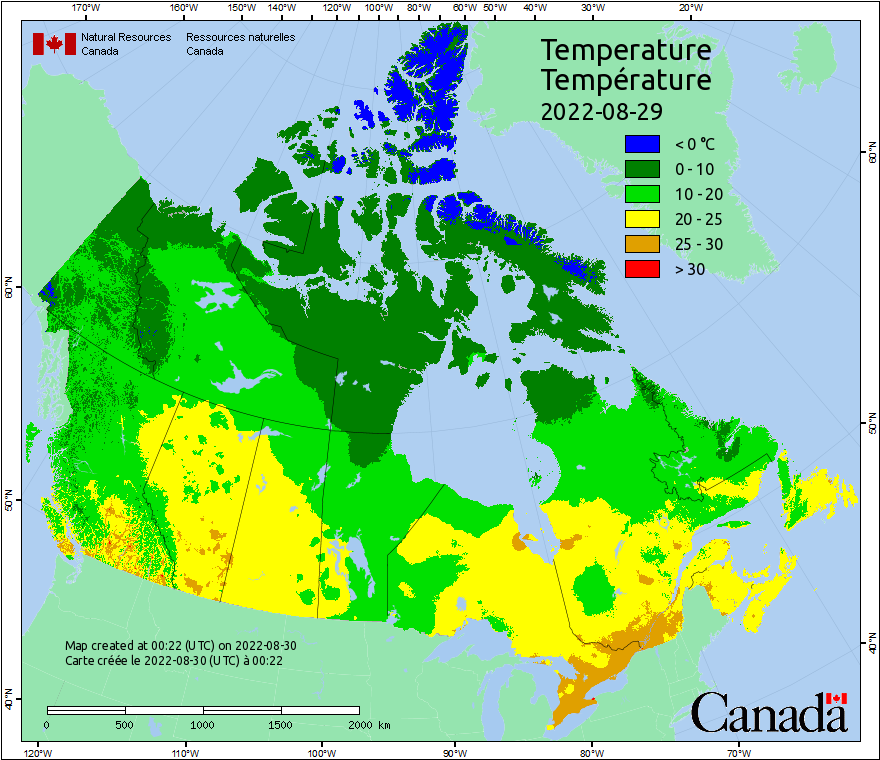 170°W 160°W 150°W 140°W 130°W 120°W 110°W 100°W 80°W 60°W 50°W 40°W 30°W 20°W
Natural Resources Ressources naturelles
Canada Canada
Temperature
Température
2022-08-29
< 0 °C
0 - 10
10 - 20
20 - 25
25 - 30
> 30
60°N
50°N
40°N
60°N
50°N
40°N
Map created at 00:22 (UTC) on 2022-08-30
Carte créée le 2022-08-30 (UTC) à 00:22
0 500 1000 1500 2000 km
Canada
120°W 110°W 100°W 90°W 80°W 70°W